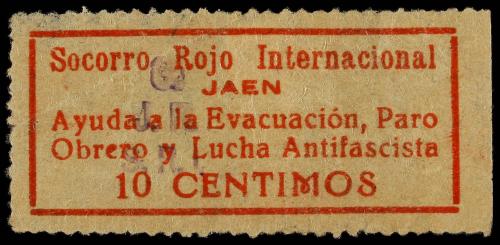 Socorro Rojo Internacional
JAEN
Ayuda a la Evacuación, Paro
Obrero y Lucha Antifascista
10 CENTIMOS